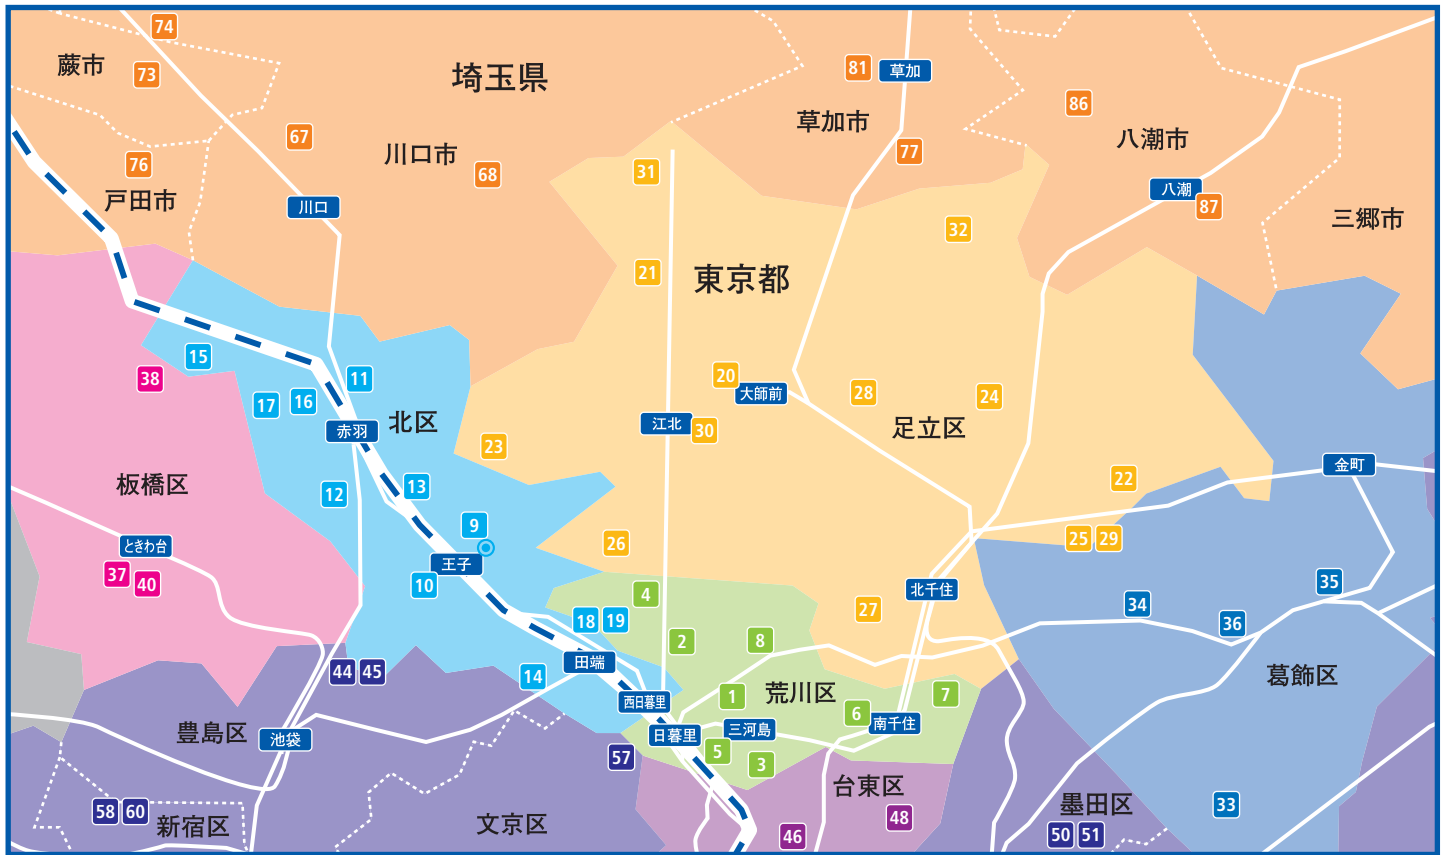 74
蕨市
73
埼玉県
81
草加
86
67
草加市
八潮市
76
川口市
77
68
31
戸田市
川口
八潮
87
三郷市
32
21
東京都
15
38
11
20
大師前
28
24
17
16
赤羽
北区
江北
30
足立区
23
金町
板橋区
12
13
22
9
ときわ台
26
25
29
37
40
王子
10
北千住
35
4
27
34
18
19
36
2
8
44
45
14
田端
葛飾区
西日暮里
1
荒川区
7
6
南千住
豊島区
池袋
日暮里
三河島
5
57
3
台東区
58
60
新宿区
文京区
46
48
墨田区
50
51
33